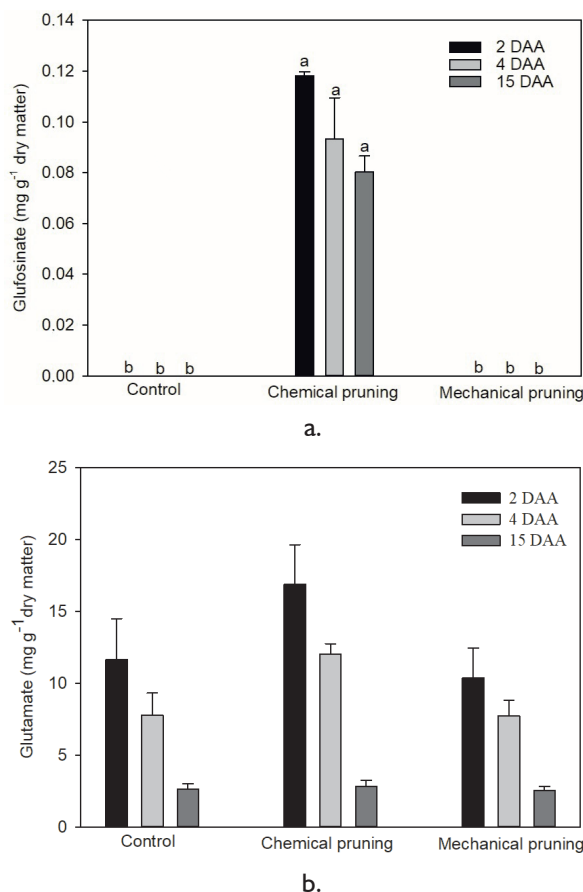 0.12
0.12
0.10
0.08
0.06
0.04
0.02
0.00
Glufosinate (mg g⁻¹ dry matter)
2 DAA
4 DAA
15 DAA
a
a
a
b b b
b b b
Control
Chemical pruning
Mechanical pruning
a.
25
20
15
10
5
0
Glutamate (mg g⁻¹ dry matter)
2 DAA
4 DAA
15 DAA
Control
Chemical pruning
Mechanical pruning
b.